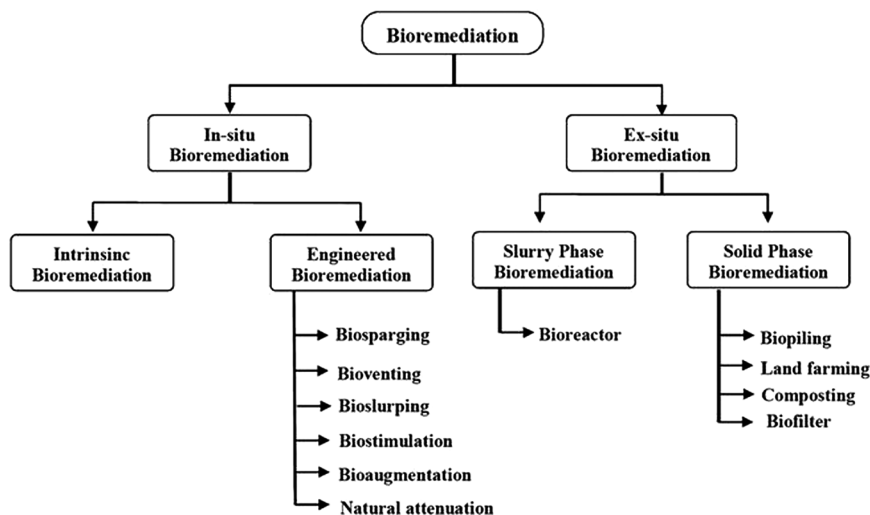 Bioremediation
In-situ
Bioremediation
Ex-situ
Bioremediation
Intrinsinc
Bioremediation
Engineered
Bioremediation
Slurry Phase
Bioremediation
Solid Phase
Bioremediation
Biosparging
Bioventing
Bioslurping
Biostimulation
Bioaugmentation
Natural attenuation
Bioreactor
Biopiling
Land farming
Composting
Biofilter